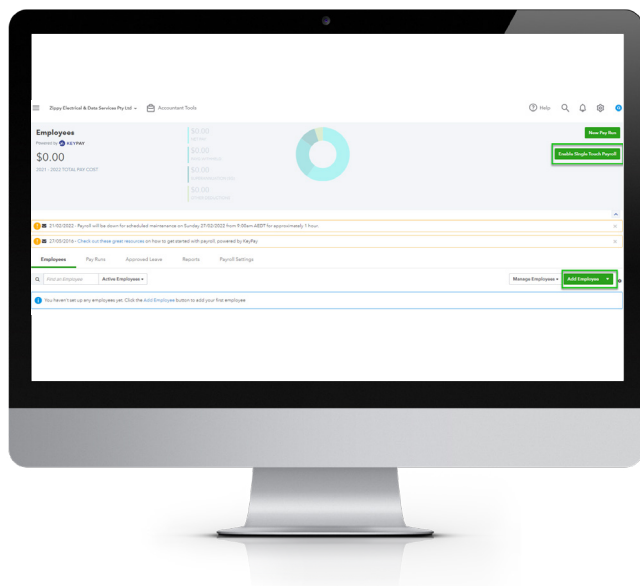 Zippy Electrical & Data Services Pty Ltd
Accountant Tools
Help
Employees
Powered by KEYPAY
$0.00
2021 - 2022 TOTAL PAY COST
$0.00
$0.00
$0.00
$0.00
New Pay Run
Enable Single Touch Payroll
27/02/2022 - Payroll will be down for scheduled maintenance on Sunday 27/02/2022 from 9:00am AEDT for approximately 1 hour
27/05/2016 - Check out these great resources on how to get started with payroll, powered by KeyPay
Employees Pay Runs Approved Leave Reports Payroll Settings
Find an employee Active Employees Manage Employees Add Employee
You haven't set up any employees yet. Click the Add Employee button to add your first employee